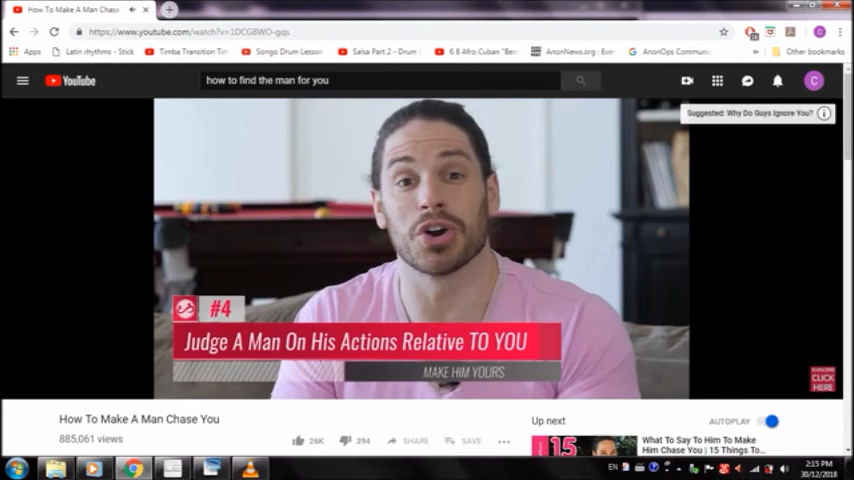 How To Make A Man Chase
https://www.youtube.com/watch?v=1DCG8WO-gqs
Apps
Latin rhythms - Stick
Timba Transition Tim
Songo Drum Lesson
Salsa Part 2 - Drum
6 8 Afro Cuban "Be
AnonNews.org : Ever
AnonOps Communic
Other bookmarks
YouTube
how to find the man for you
C
Suggested: Why Do Guys Ignore You?
#4
Judge A Man On His Actions Relative TO YOU
MAKE HIM YOURS
SUBSCRIBE
CLICK
HERE
How To Make A Man Chase You
885,061 views
26K
394
SHARE
SAVE
Up next
AUTOPLAY
15
What To Say To Him To Make
Him Chase You | 15 Things To...
EN
2:15 PM
30/12/2018